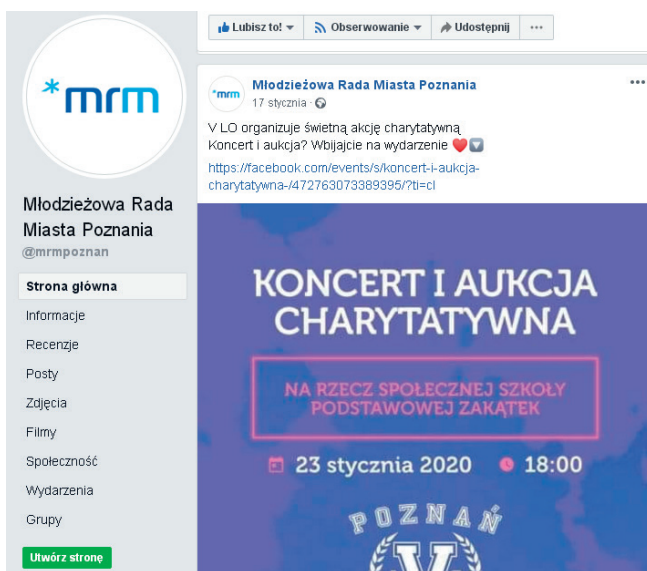 Lubisz to!
Obserwowanie
Udostępnij
*mrm
Młodzieżowa Rada
Miasta Poznania
@mrmpoznan
Strona główna
Informacje
Recenzje
Posty
Zdjęcia
Filmy
Społeczność
Wydarzenia
Grupy
Utwórz stronę
*mrm
Młodzieżowa Rada Miasta Poznania
17 stycznia ·
V LO organizuje świetną akcję charytatywną
Koncert i aukcja? Wbijajcie na wydarzenie ❤️🔽
https://facebook.com/events/s/koncert-i-aukcja-
charytatywna-/472763073389395/?ti=cl
KONCERT I AUKCJA
CHARYTATYWNA
NA RZECZ SPOŁECZNEJ SZKOŁY
PODSTAWOWEJ ZAKĄTEK
23 stycznia 2020 18:00
POZNAŃ
V